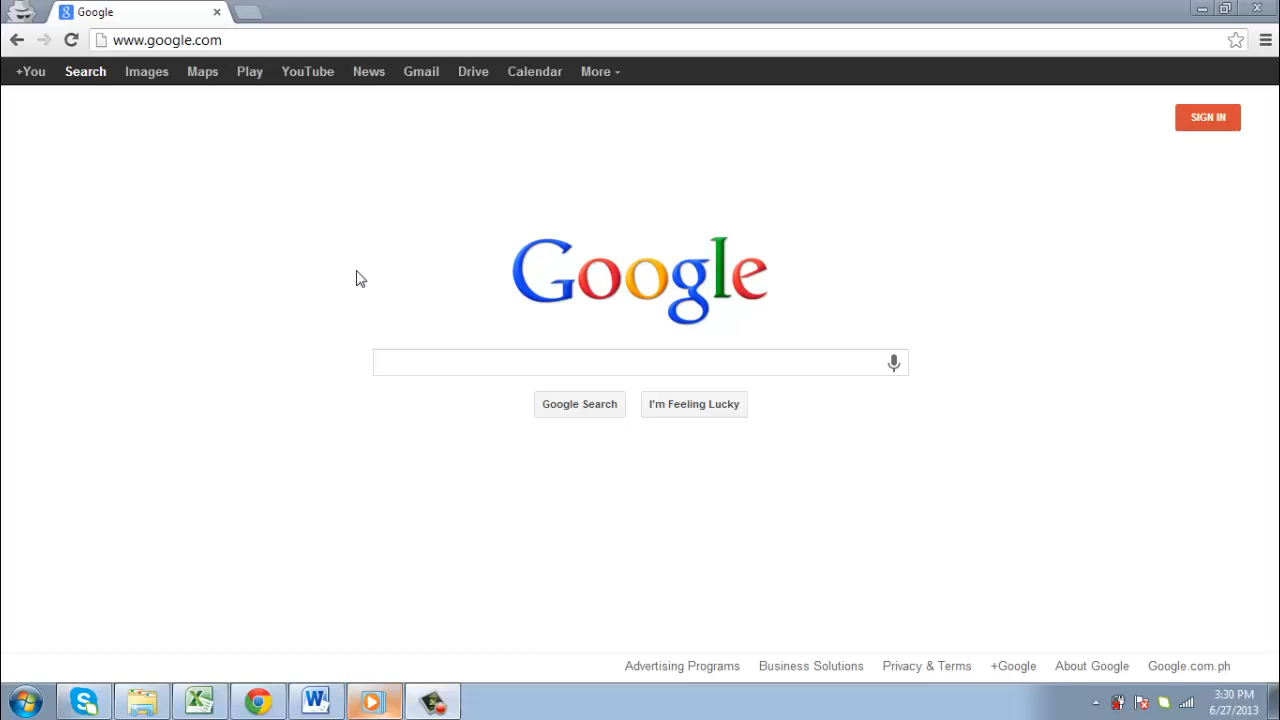 Google
www.google.com
+You Search Images Maps Play YouTube News Gmail Drive Calendar More
SIGN IN
Google
Google Search I'm Feeling Lucky
Advertising Programs Business Solutions Privacy & Terms +Google About Google Google.com.ph
3:30 PM
6/27/2013